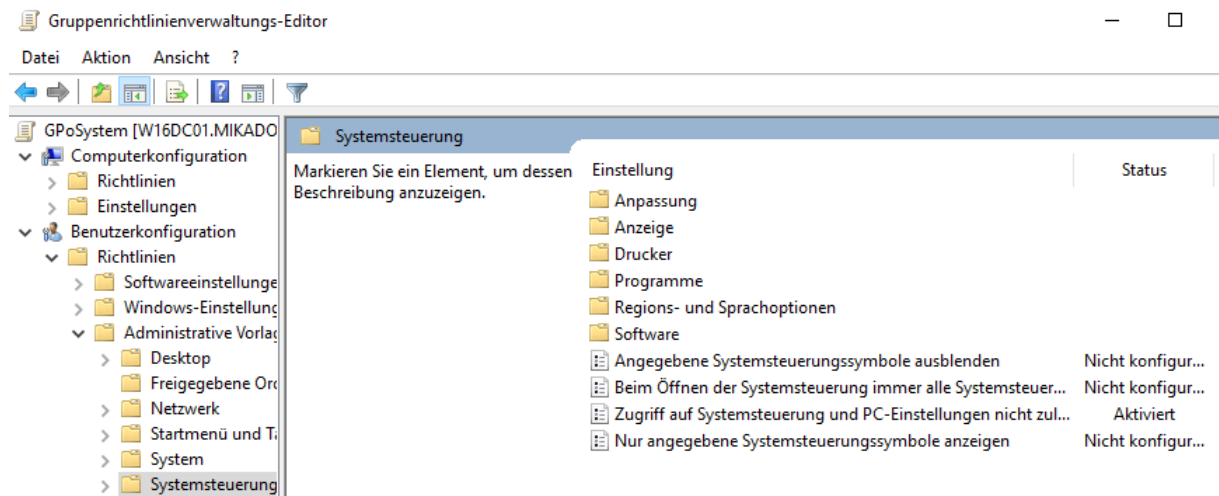 Gruppenrichtlinienverwaltungs-Editor
Datei Aktion Ansicht ?
GPoSystem [W16DC01.MIKADO
Computerkonfiguration
Richtlinien
Einstellungen
Benutzerkonfiguration
Richtlinien
Softwareeinstellunge
Windows-Einstellung
Administrative Vorlag
Desktop
Freigegebene Ord
Netzwerk
Startmenü und Ta
System
Systemsteuerung
Systemsteuerung
Markieren Sie ein Element, um dessen
Beschreibung anzuzeigen.
Einstellung Status
Anpassung
Anzeige
Drucker
Programme
Regions- und Sprachoptionen
Software
Angegebene Systemsteuerungssymbole ausblenden Nicht konfigur...
Beim Öffnen der Systemsteuerung immer alle Systemsteuer... Nicht konfigur...
Zugriff auf Systemsteuerung und PC-Einstellungen nicht zul... Aktiviert
Nur angegebene Systemsteuerungssymbole anzeigen Nicht konfigur...